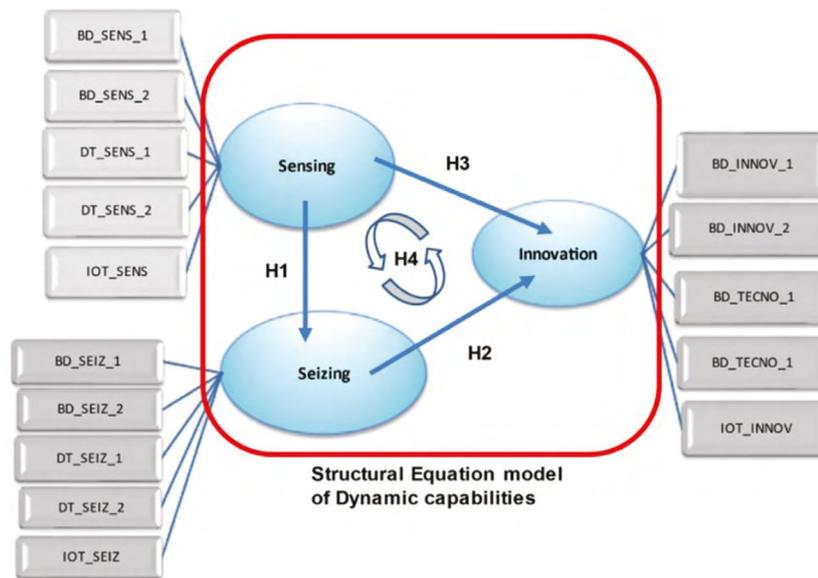 BD_SENS_1
BD_SENS_2
DT_SENS_1
DT_SENS_2
IOT_SENS
BD_SEIZ_1
BD_SEIZ_2
DT_SEIZ_1
DT_SEIZ_2
IOT_SEIZ
Sensing
H3
H1
H4
Innovation
Seizing
H2
Structural Equation model
of Dynamic capabilities
BD_INNOV_1
BD_INNOV_2
BD_TECNO_1
BD_TECNO_1
IOT_INNOV